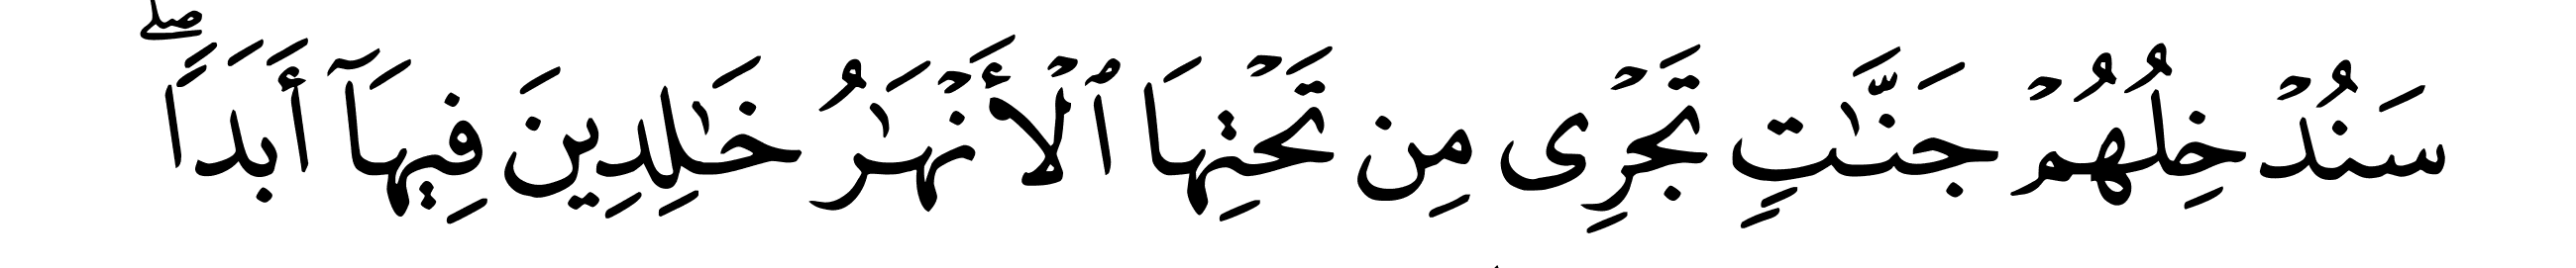 سَنُدْخِلُهُمْ جَنَّٰتٍ تَجْرِى مِن تَحْتِهَا ٱلْأَنْهَٰرُ خَٰلِدِينَ فِيهَآ أَبَدًۭا ۖ